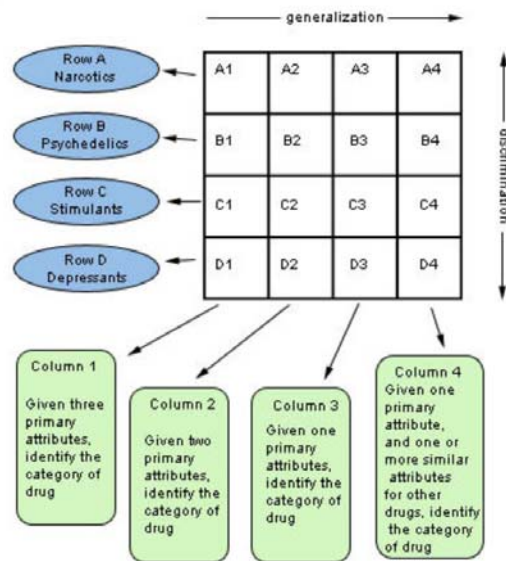 generalization
Row A
Narcotics
A1 A2 A3 A4
Row B
Psychedelics
B1 B2 B3 B4
discrimination
Row C
Stimulants
C1 C2 C3 C4
Row D
Depressants
D1 D2 D3 D4
Column 1
Given three
primary
attributes,
identify the
category of
drug
Column 2
Given two
primary
attributes,
identify the
category of
drug
Column 3
Given one
primary
attributes,
identify the
category of
drug
Column 4
Given one
primary
attribute,
and one or
more similar
attributes
for other
drugs, identify
the category
of drug